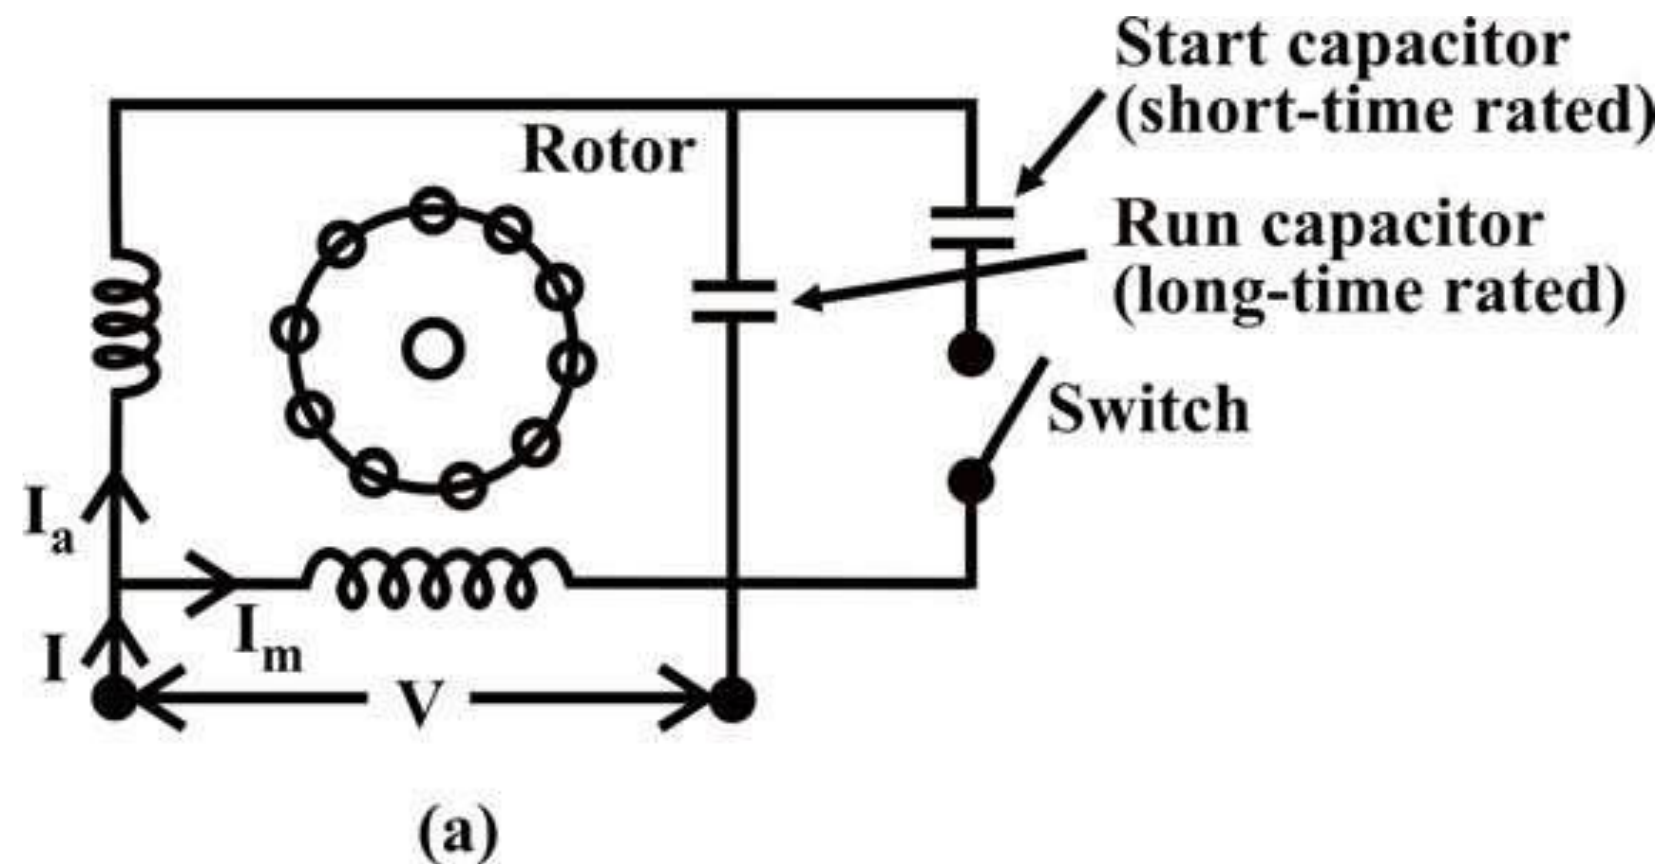 Start capacitor
(short-time rated)
Rotor
Run capacitor
(long-time rated)
Switch
Ia
Im
I
V
(a)